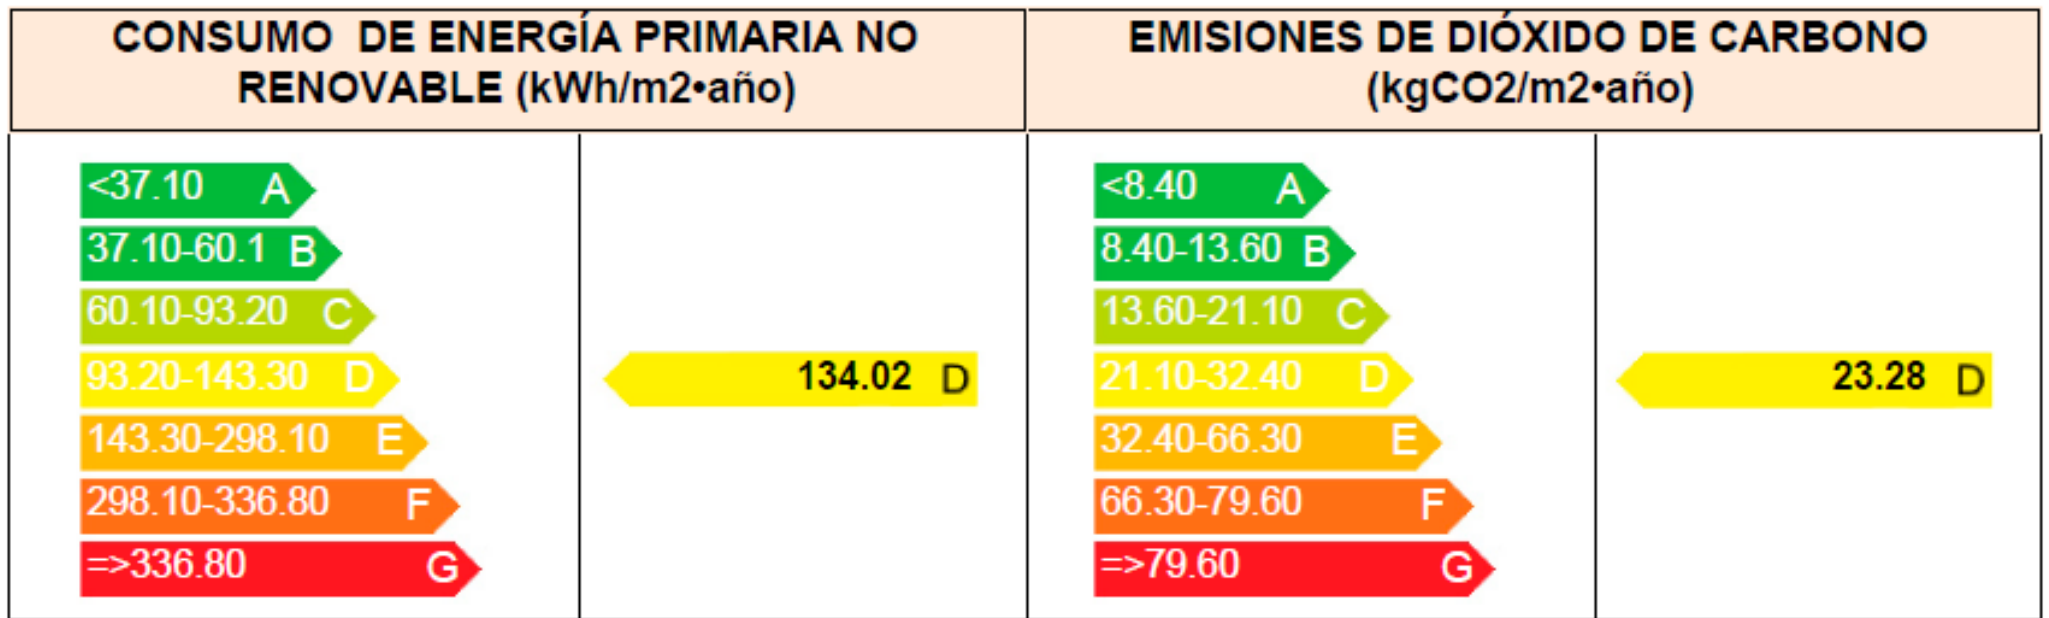 CONSUMO DE ENERGÍA PRIMARIA NO
RENOVABLE (kWh/m2•año)
<37.10 A
37.10-60.1 B
60.10-93.20 C
93.20-143.30 D
134.02 D
143.30-298.10 E
298.10-336.80 F
=>336.80 G
EMISIONES DE DIÓXIDO DE CARBONO
(kgCO2/m2•año)
<8.40 A
8.40-13.60 B
13.60-21.10 C
21.10-32.40 D
23.28 D
32.40-66.30 E
66.30-79.60 F
=>79.60 G